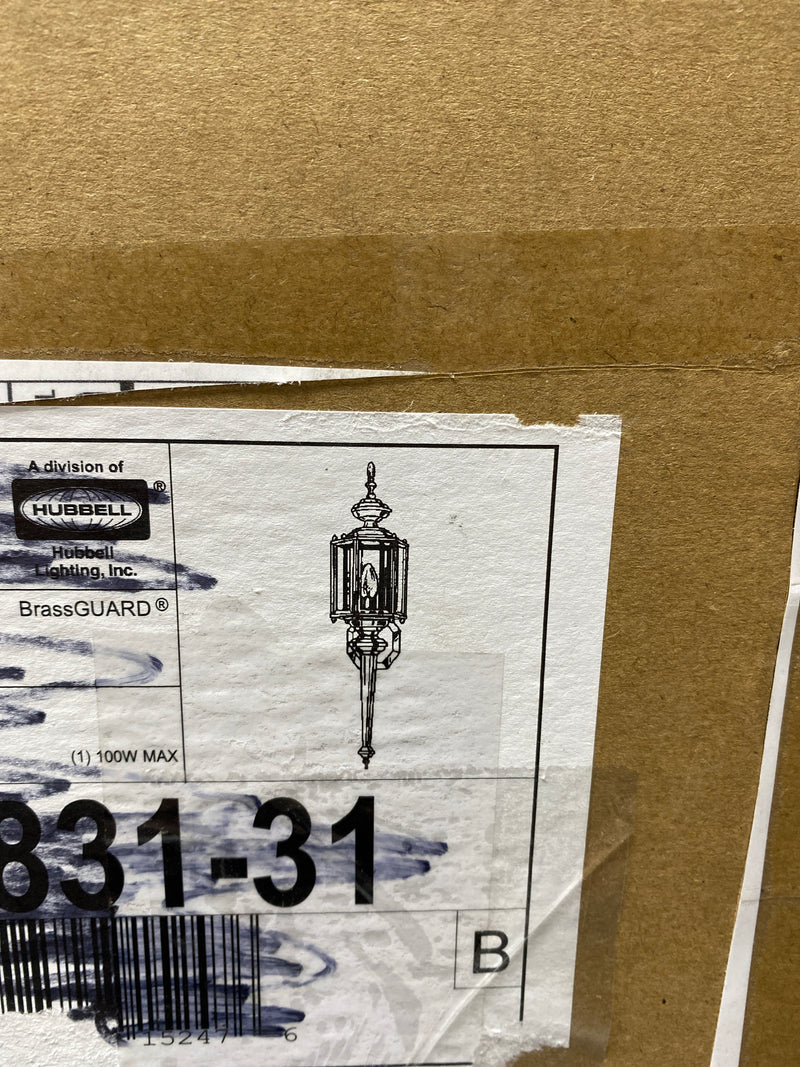 A division of
HUBBELL®
Hubbell
Lighting, Inc.
BrassGUARD®
(1) 100W MAX
831-31
B
15247 6